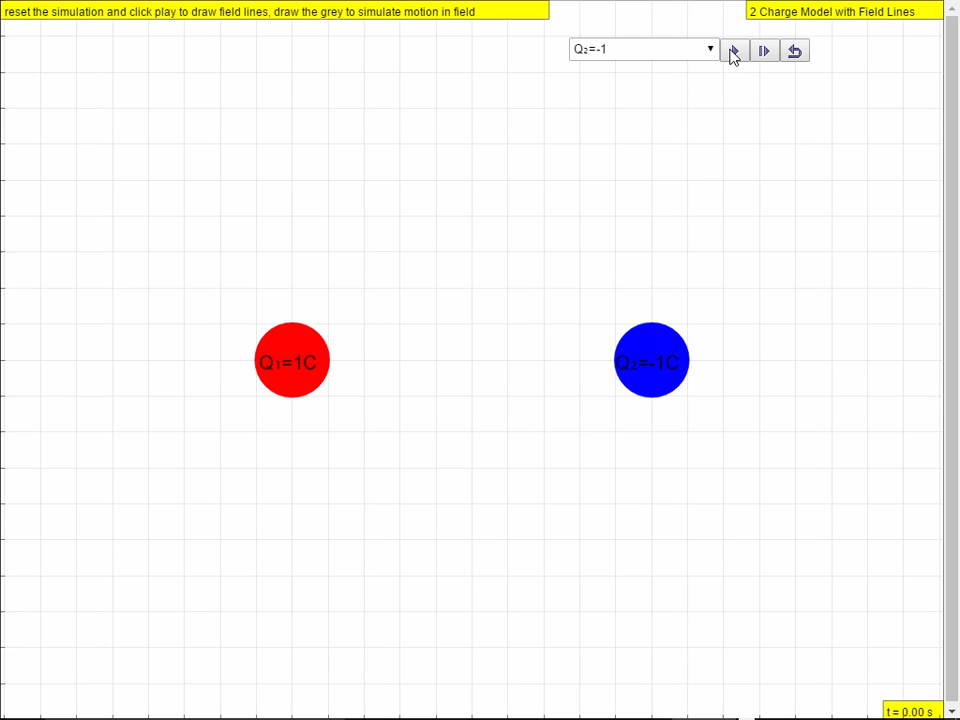 reset the simulation and click play to draw field lines, draw the grey to simulate motion in field
2 Charge Model with Field Lines
Q₂=-1
Q₁=1C
Q₂=-1C
t = 0.00 s